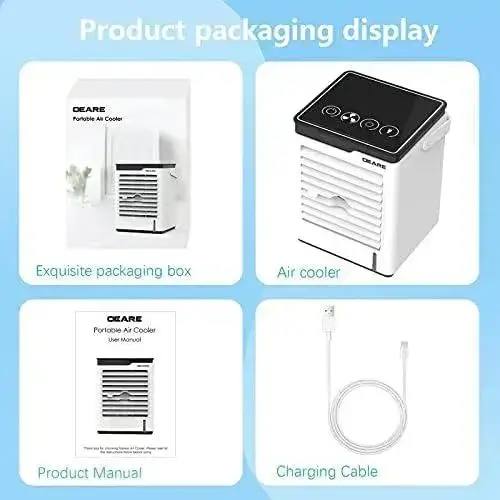 Product packaging display
OEARE
Portable Air Cooler
OEARE
Exquisite packaging box
Air cooler
OEARE
Portable Air Cooler
User Manual
Product Manual
Charging Cable